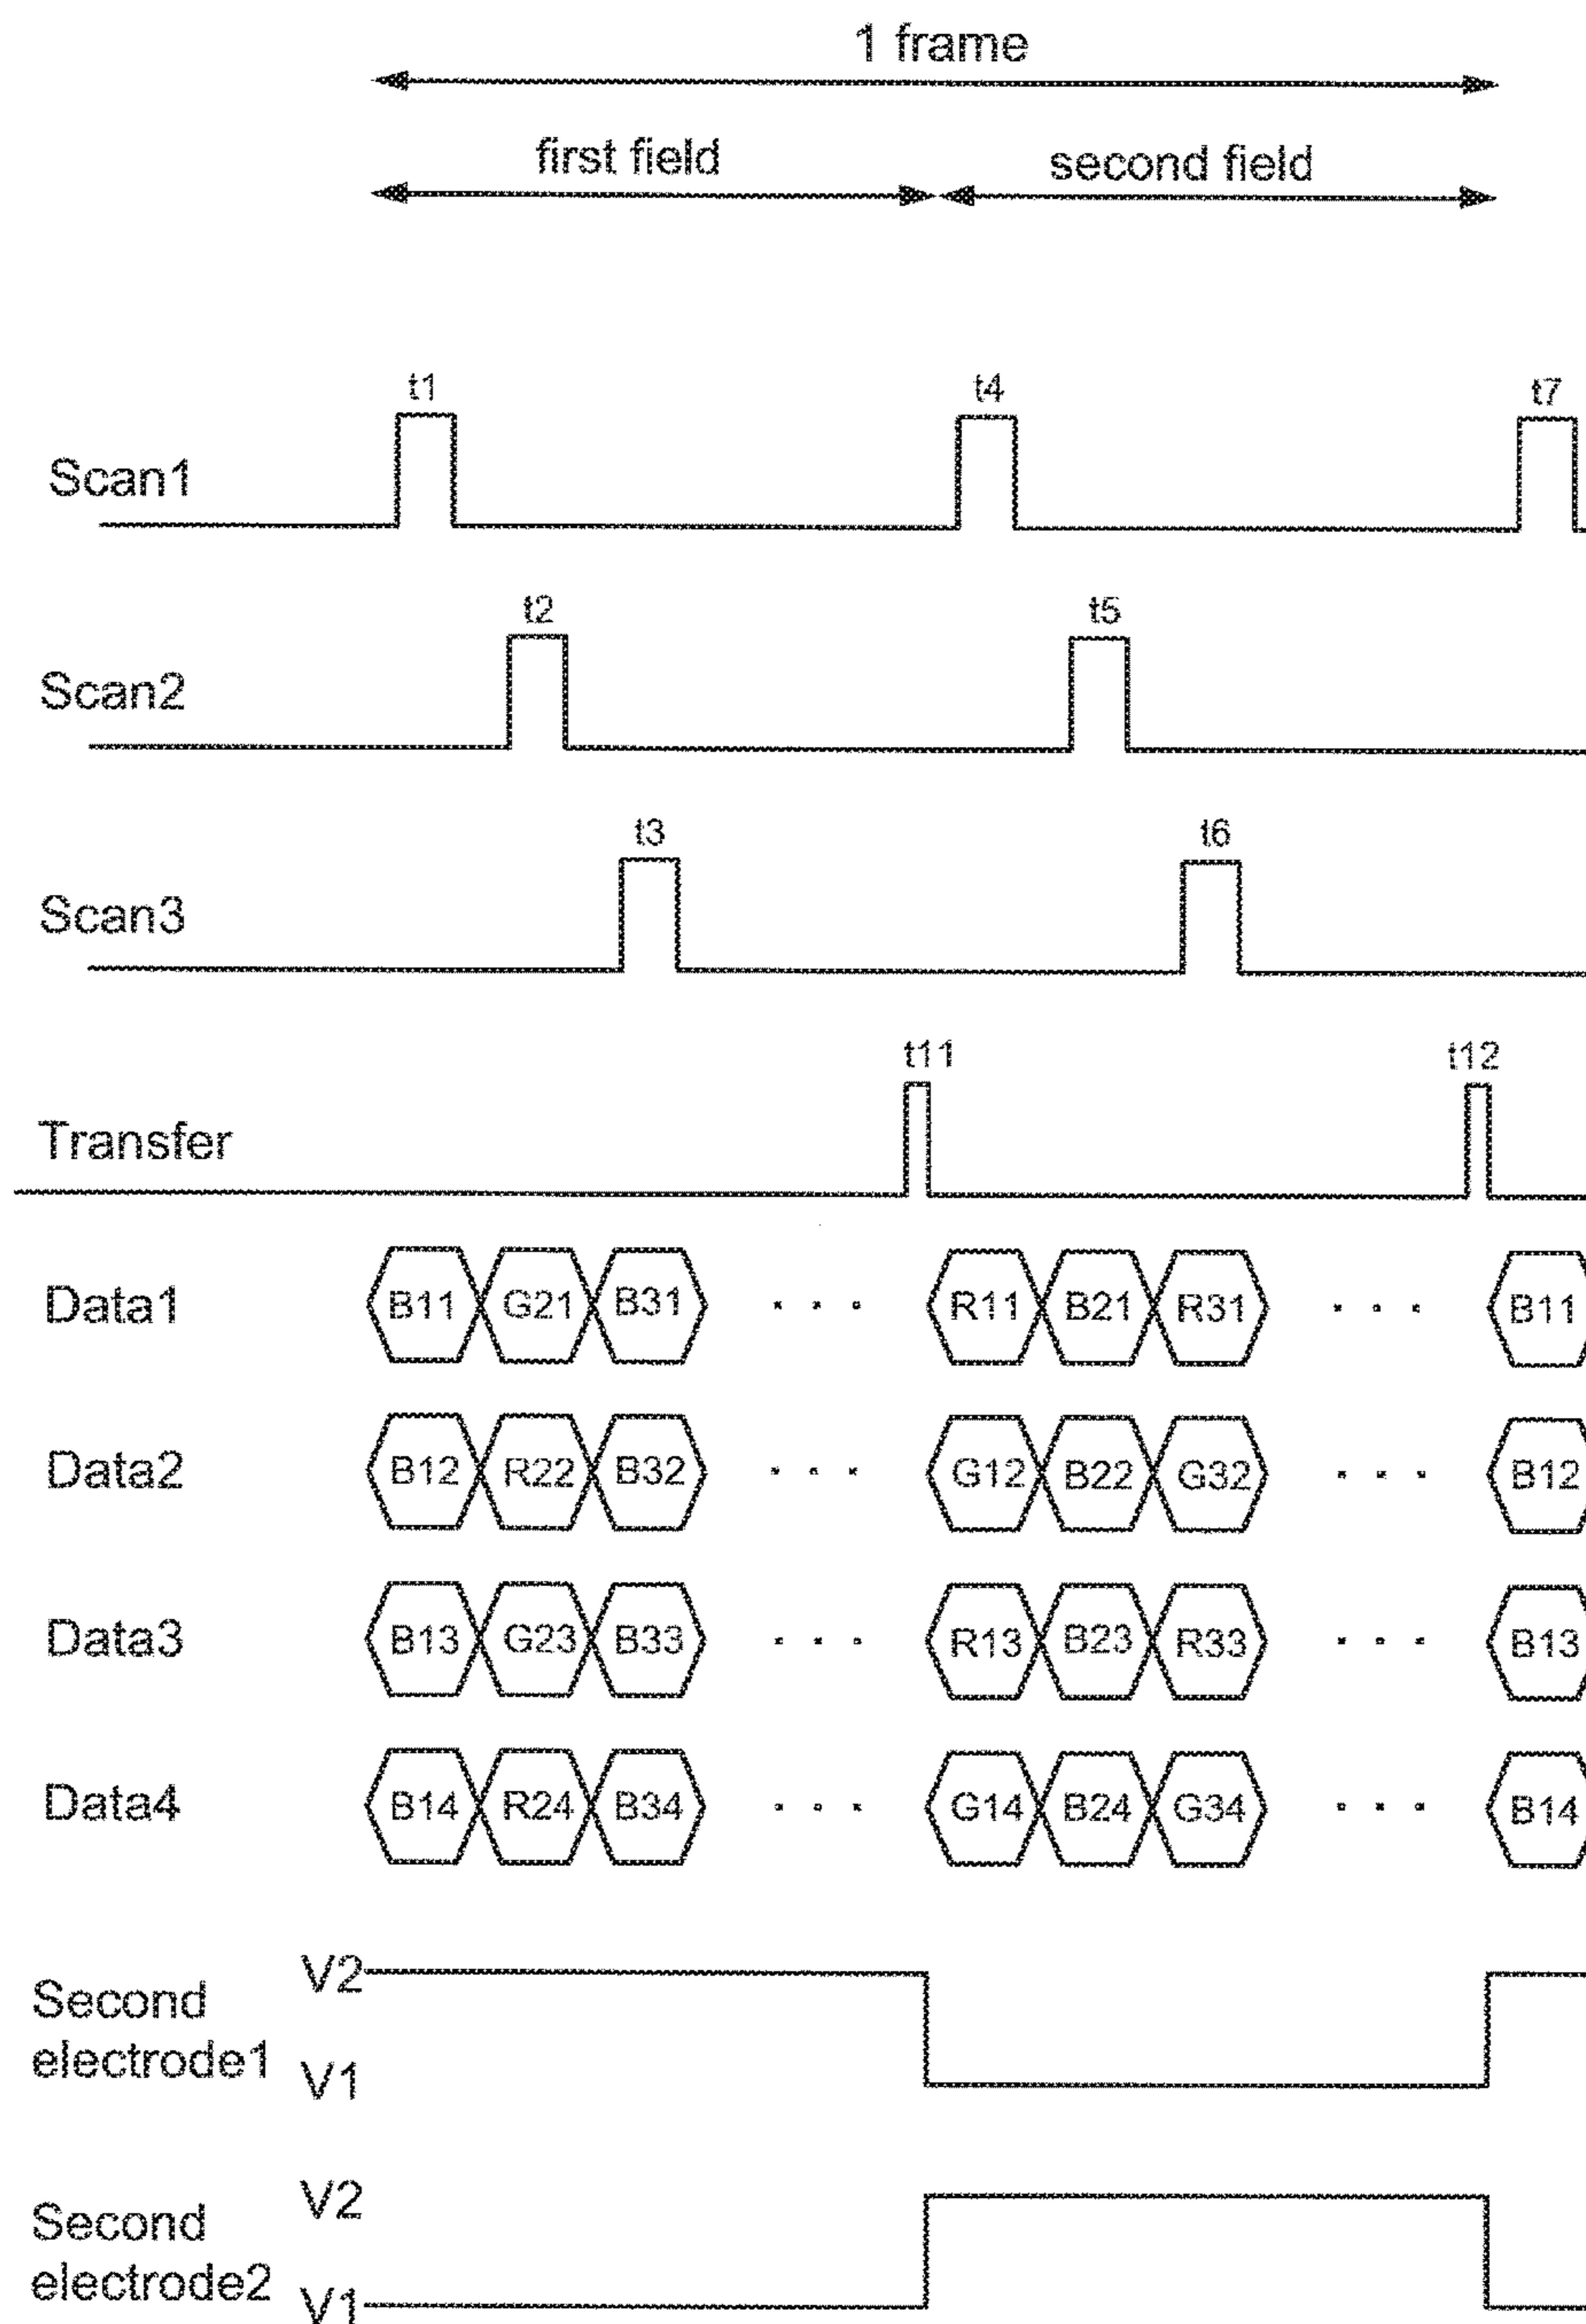 1 frame
first field second field
t1 t4 t7
Scan1
t2 t5
Scan2
t3 t6
Scan3
t11 t12
Transfer
Data1 B11 G21 B31 . . . R11 B21 R31 . . . B11
Data2 B12 R22 B32 . . . G12 B22 G32 . . . B12
Data3 B13 G23 B33 . . . R13 B23 R33 . . . B13
Data4 B14 R24 B34 . . . G14 B24 G34 . . . B14
V2
Second
electrode1
V1
V2
Second
electrode2
V1